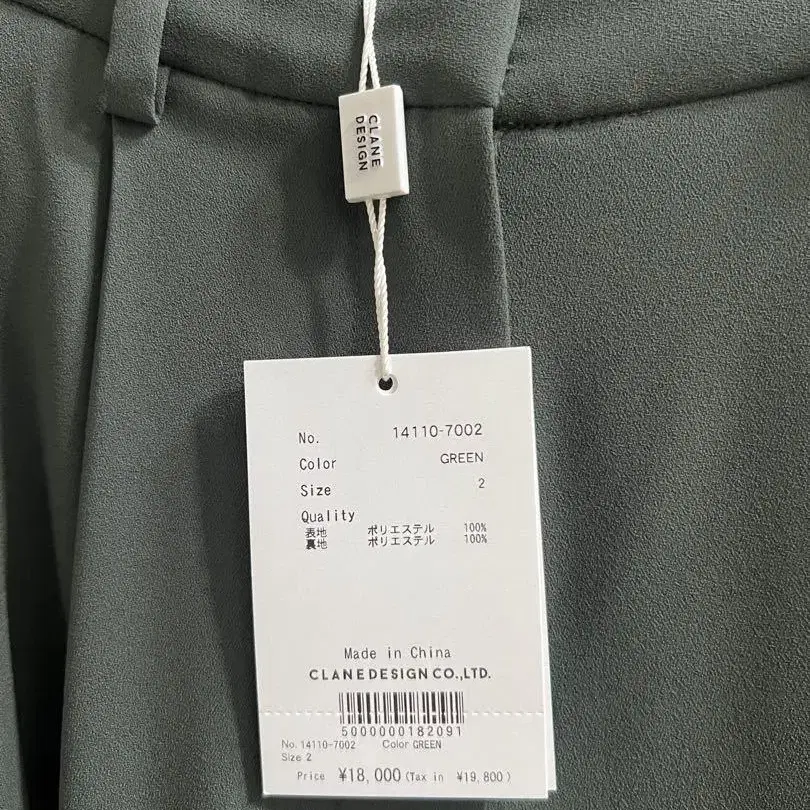 CLANE
DESIGN
No. 14110-7002
Color GREEN
Size 2
Quality
表地 ポリエステル 100%
裏地 ポリエステル 100%
Made in China
CLANEDESIGN CO.,LTD.
5000000182091
No. 14110-7002 Color GREEN
Size 2
Price ¥18,000 (Tax in ¥19,800)